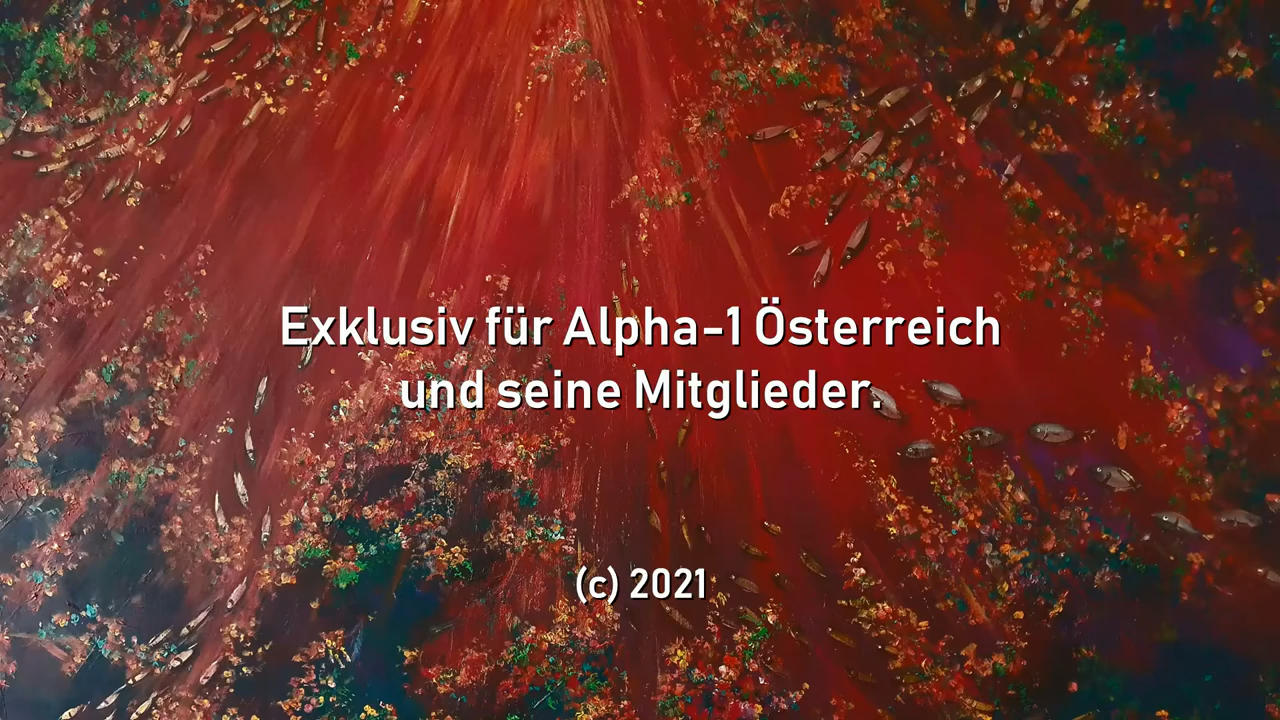 Exklusiv für Alpha-1 Österreich
und seine Mitglieder.
(c) 2021